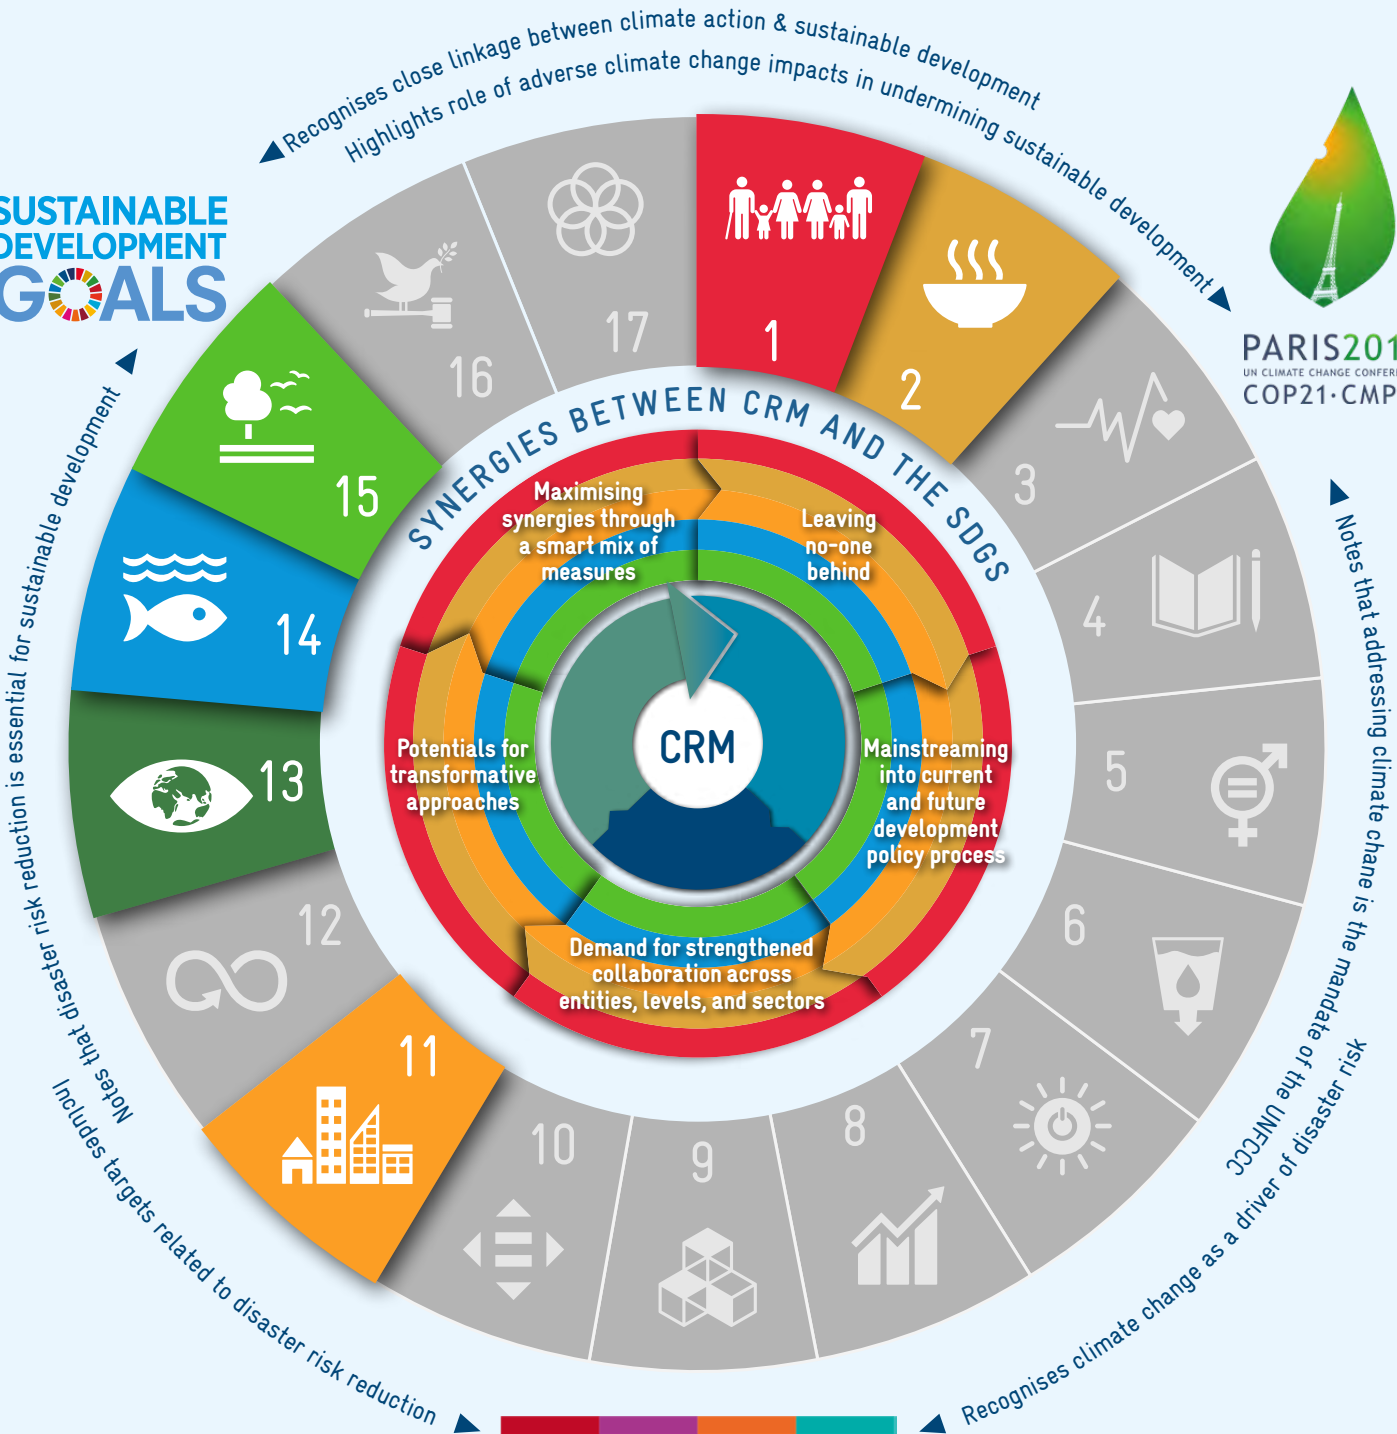 Recognises close linkage between climate action & sustainable development
Highlights role of adverse climate change impacts in undermining sustainable development
SUSTAINABLE
DEVELOPMENT
GOALS
PARIS201
UN CLIMATE CHANGE CONFER
COP21·CMP
1
2
3
4
5
6
7
8
9
10
11
12
13
14
15
16
17
SYNERGIES BETWEEN CRM AND THE SDGS
Maximising
synergies through
a smart mix of
measures
Leaving
no-one
behind
Potentials for
transformative
approaches
CRM
Mainstreaming
into current
and future
development
policy process
Demand for strengthened
collaboration across
entities, levels, and sectors
Notes that disaster risk reduction is essential for sustainable development
Includes targets related to disaster risk reduction
Notes that addressing climate chane is the mandate of the UNFCCC
Recognises climate change as a driver of disaster risk